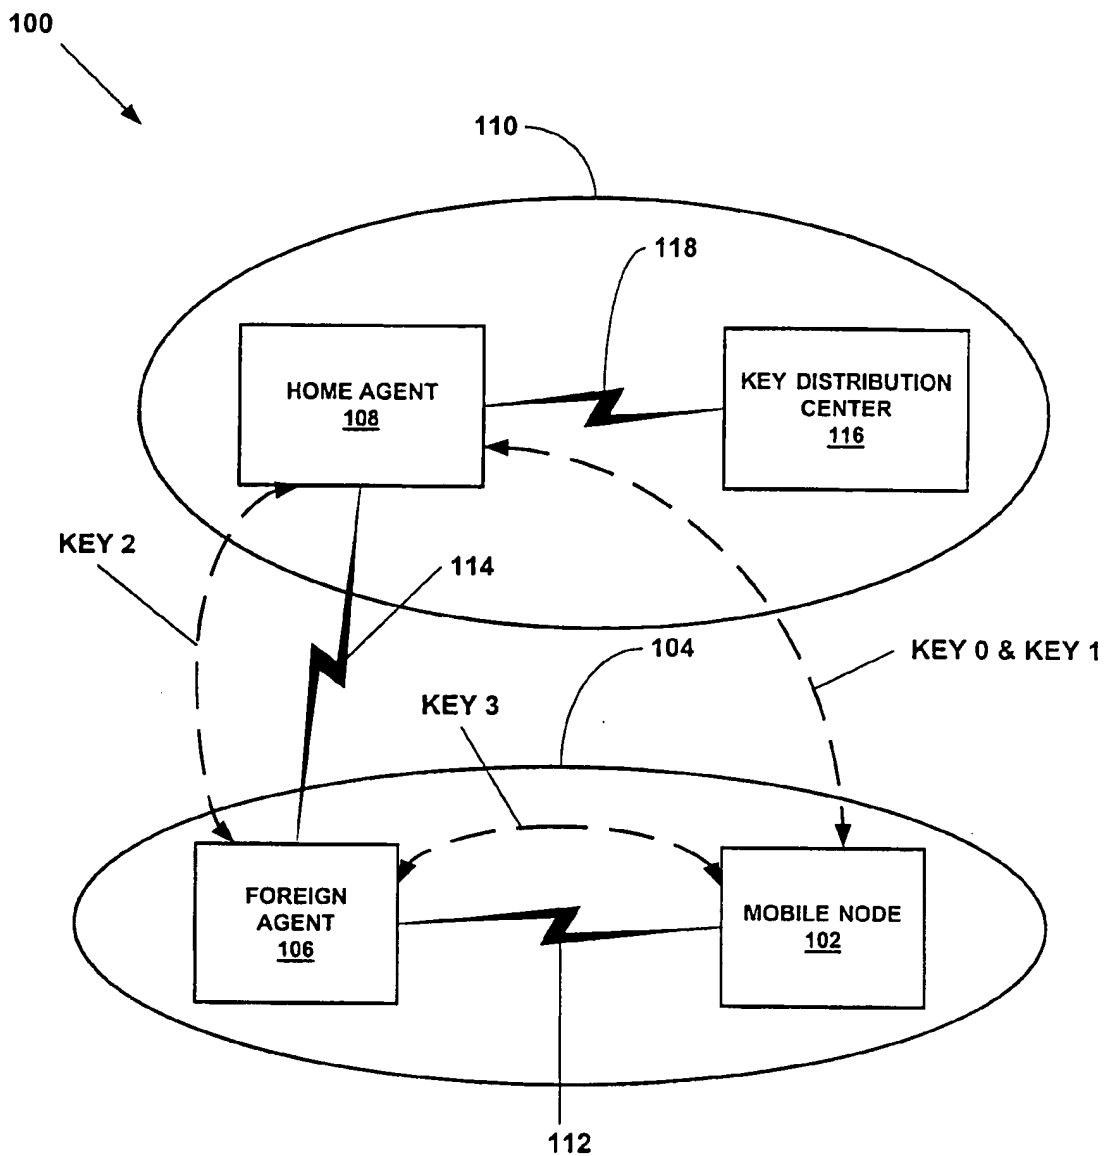 100
110
118
HOME AGENT
108
KEY DISTRIBUTION
CENTER
116
KEY 2
114
104
KEY 0 & KEY 1
KEY 3
FOREIGN
AGENT
106
MOBILE NODE
102
112